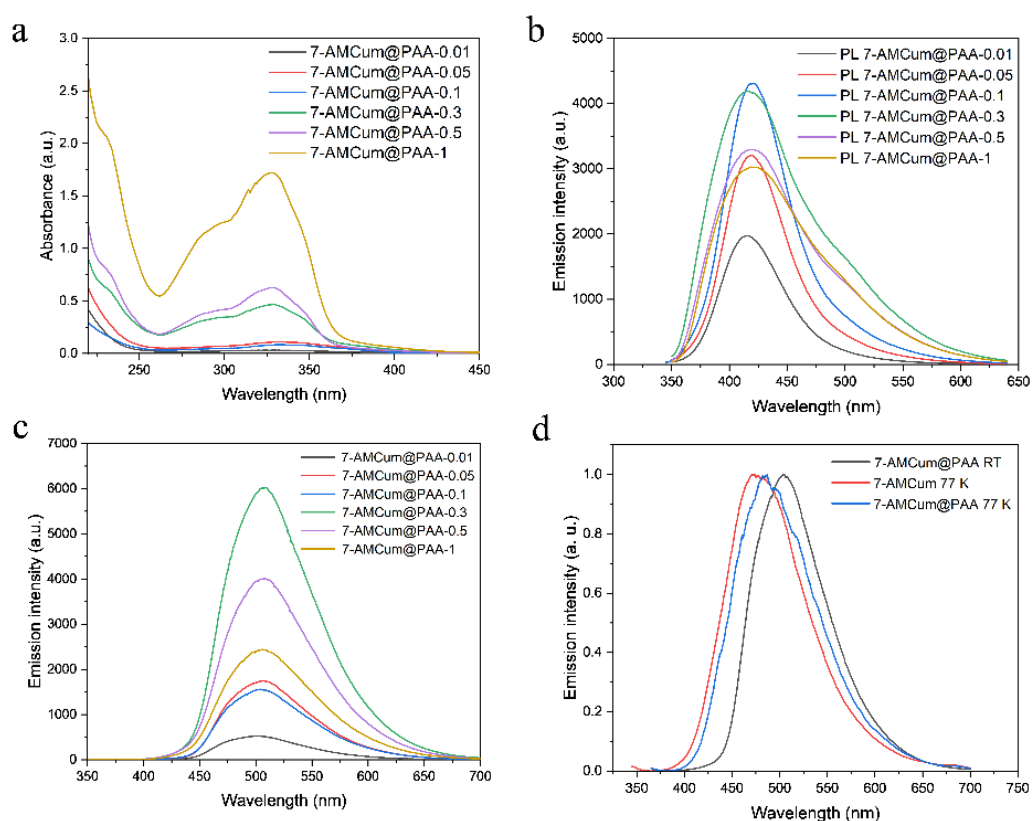 a
3.0
2.5
2.0
1.5
1.0
0.5
0.0
Absorbance (a.u.)
7-AMCum@PAA-0.01
7-AMCum@PAA-0.05
7-AMCum@PAA-0.1
7-AMCum@PAA-0.3
7-AMCum@PAA-0.5
7-AMCum@PAA-1
250 300 350 400 450
Wavelength (nm)
b
5000
4000
3000
2000
1000
0
Emission intensity (a.u.)
PL 7-AMCum@PAA-0.01
PL 7-AMCum@PAA-0.05
PL 7-AMCum@PAA-0.1
PL 7-AMCum@PAA-0.3
PL 7-AMCum@PAA-0.5
PL 7-AMCum@PAA-1
300 350 400 450 500 550 600 650
Wavelength (nm)
c
7000
6000
5000
4000
3000
2000
1000
0
Emission intensity (a.u.)
7-AMCum@PAA-0.01
7-AMCum@PAA-0.05
7-AMCum@PAA-0.1
7-AMCum@PAA-0.3
7-AMCum@PAA-0.5
7-AMCum@PAA-1
350 400 450 500 550 600 650 700
Wavelength (nm)
d
1.0
0.8
0.6
0.4
0.2
0.0
Emission intensity (a. u.)
7-AMCum@PAA RT
7-AMCum 77 K
7-AMCum@PAA 77 K
350 400 450 500 550 600 650 700 750
Wavelength (nm)